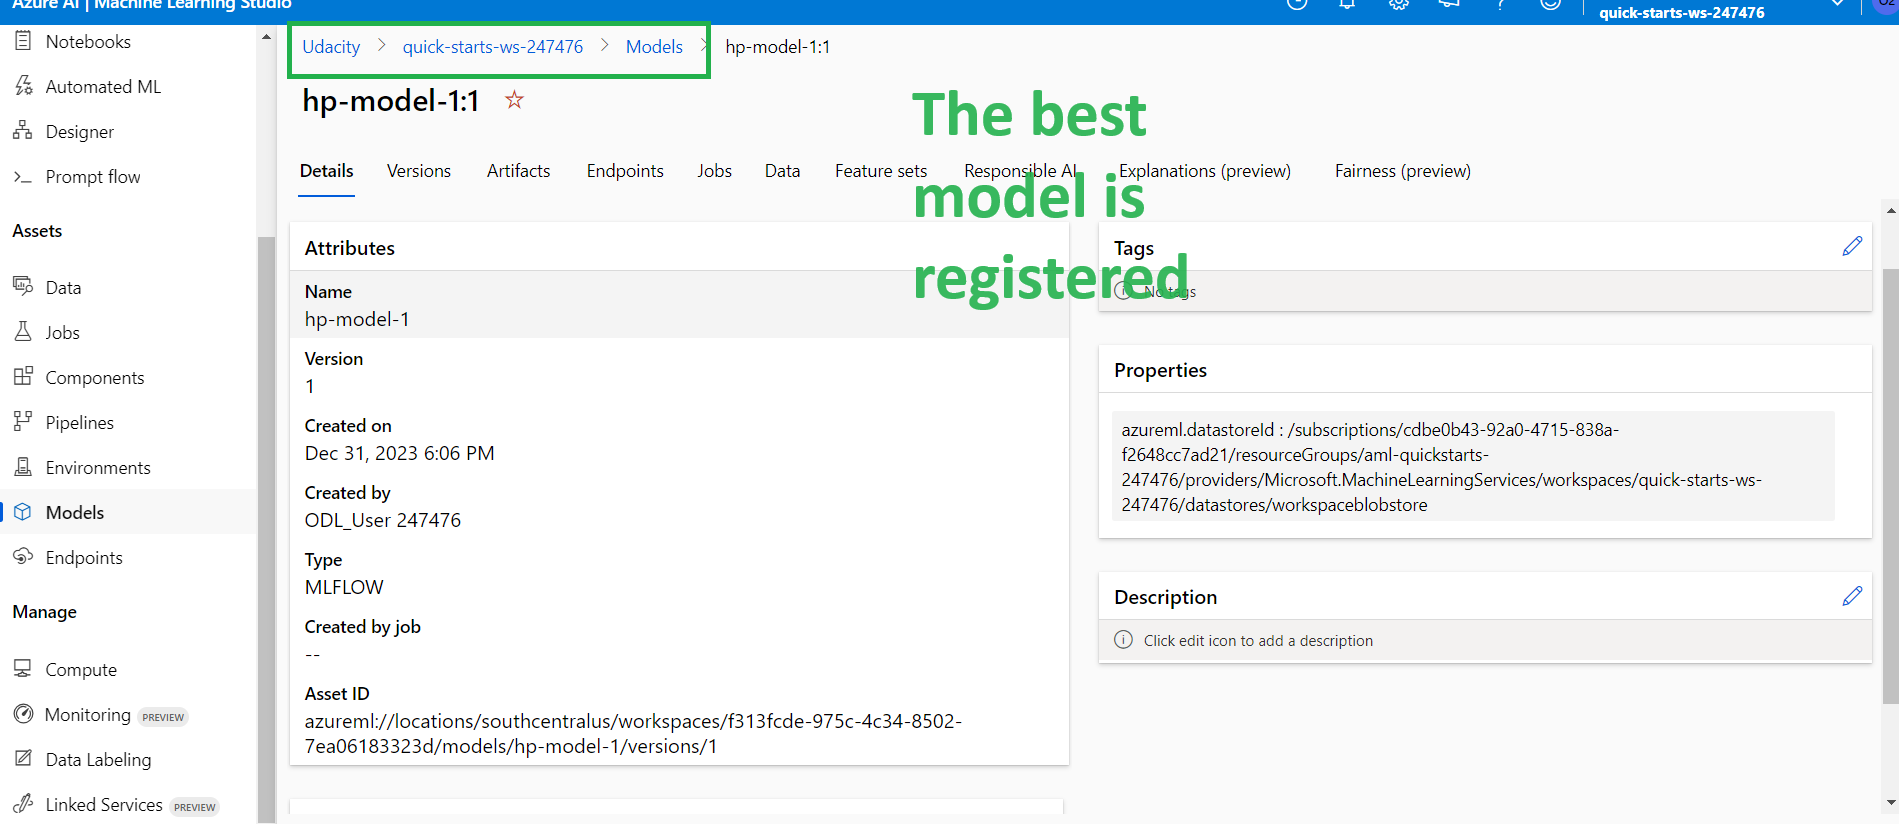 Azure AI | Machine Learning Studio
quick-starts-ws-247476
Notebooks
Automated ML
Designer
Prompt flow
Assets
Data
Jobs
Components
Pipelines
Environments
Models
Endpoints
Manage
Compute
Monitoring PREVIEW
Data Labeling
Linked Services PREVIEW
Udacity > quick-starts-ws-247476 > Models > hp-model-1:1
hp-model-1:1
The best
model is
registered
Details Versions Artifacts Endpoints Jobs Data Feature sets Responsible AI Explanations (preview) Fairness (preview)
Attributes
Name
hp-model-1
Version
1
Created on
Dec 31, 2023 6:06 PM
Created by
ODL_User 247476
Type
MLFLOW
Created by job
--
Asset ID
azureml://locations/southcentralus/workspaces/f313fcde-975c-4c34-8502-
7ea06183323d/models/hp-model-1/versions/1
Tags
No tags
Properties
azureml.datastoreId : /subscriptions/cdbe0b43-92a0-4715-838a-
f2648cc7ad21/resourceGroups/aml-quickstarts-
247476/providers/Microsoft.MachineLearningServices/workspaces/quick-starts-ws-
247476/datastores/workspaceblobstore
Description
Click edit icon to add a description